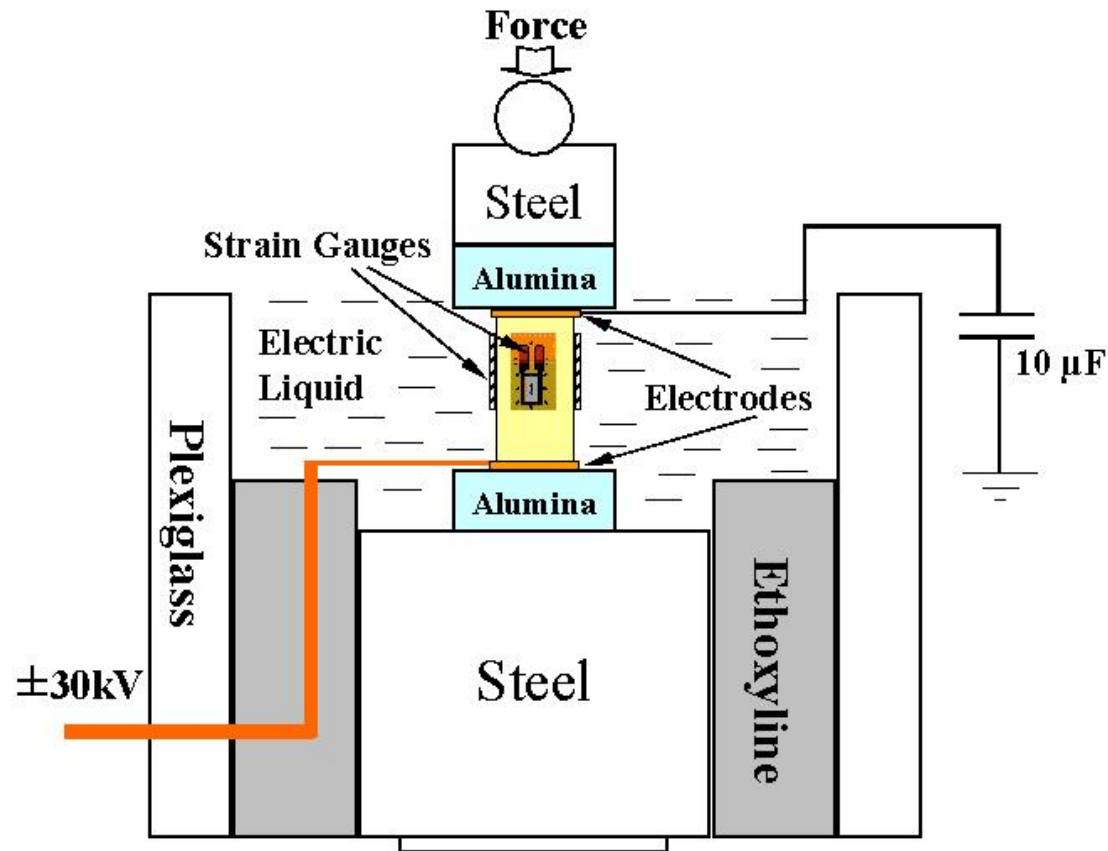 Force
Steel
Strain Gauges
Alumina
Electric
Liquid
10 μF
Electrodes
Plexiglass
Alumina
Ethoxyline
Steel
±30kV